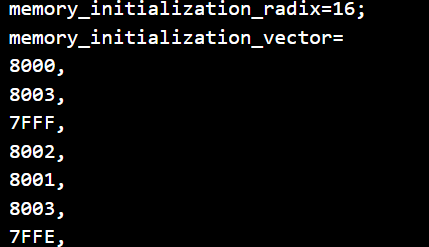 memory_initialization_radix=16;
memory_initialization_vector=
8000,
8003,
7FFF,
8002,
8001,
8003,
7FFE,